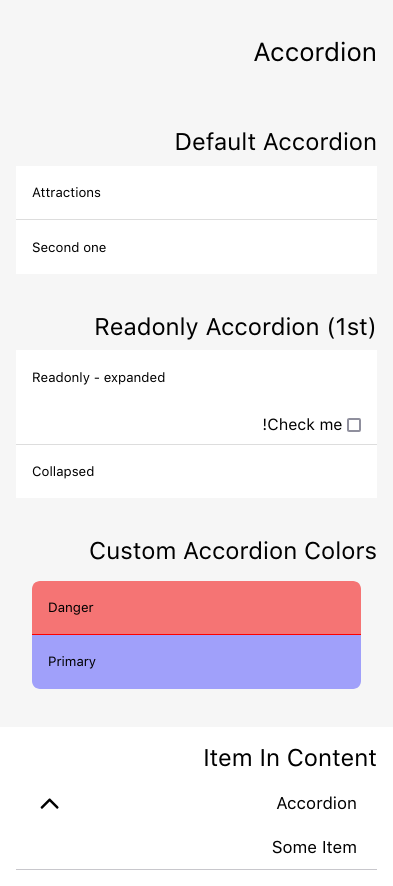 Accordion
Default Accordion
Attractions
Second one
Readonly Accordion (1st)
Readonly - expanded
!Check me
Collapsed
Custom Accordion Colors
Danger
Primary
Item In Content
Accordion
Some Item